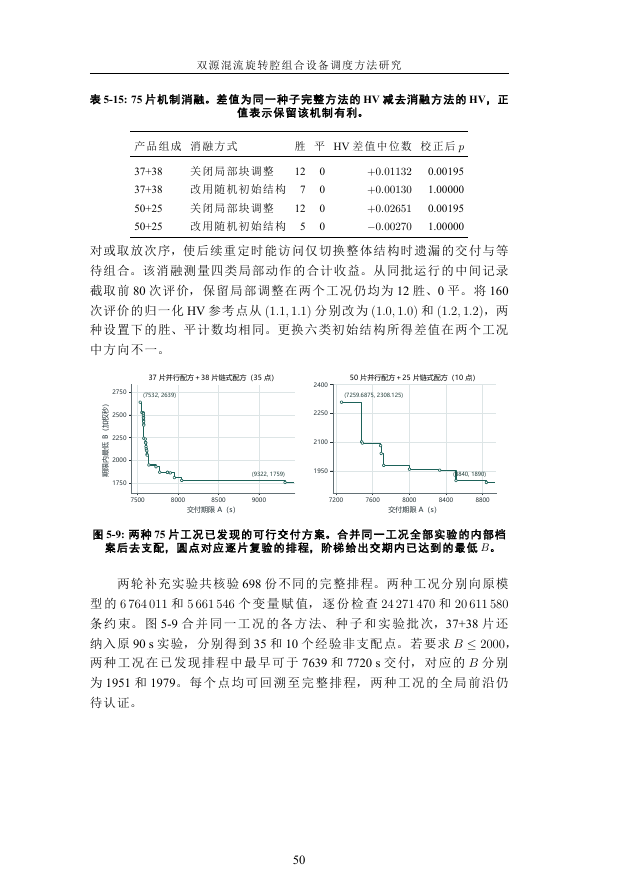 双源混流旋转腔组合设备调度方法研究
表 5-15: 75 片机制消融。差值为同一种子完整方法的 HV 减去消融方法的 HV，正
值表示保留该机制有利。
产品组成 消融方式 胜 平 HV 差值中位数 校正后 p
37+38 关闭局部块调整 12 0 +0.01132 0.00195
37+38 改用随机初始结构 7 0 +0.00130 1.00000
50+25 关闭局部块调整 12 0 +0.02651 0.00195
50+25 改用随机初始结构 5 0 −0.00270 1.00000
对或取放次序，使后续重定时能访问仅切换整体结构时遗漏的交付与等
待组合。该消融测量四类局部动作的合计收益。从同批运行的中间记录
截取前 80 次评价，保留局部调整在两个工况仍均为 12 胜、0 平。将 160
次评价的归一化 HV 参考点从 (1.1, 1.1) 分别改为 (1.0, 1.0) 和 (1.2, 1.2)，两
种设置下的胜、平计数均相同。更换六类初始结构所得差值在两个工况
中方向不一。
37 片并行配方 + 38 片链式配方（35 点）
(7532, 2639)
(9322, 1759)
2750
2500
2250
2000
1750
期限内最低 B（加权秒）
7500 8000 8500 9000
交付期限 A（s）
50 片并行配方 + 25 片链式配方（10 点）
(7259.6875, 2308.125)
(8840, 1890)
2400
2250
2100
1950
7200 7600 8000 8400 8800
交付期限 A（s）
图 5-9: 两种 75 片工况已发现的可行交付方案。合并同一工况全部实验的内部档
案后去支配，圆点对应逐片复验的排程，阶梯给出交期内已达到的最低 B。
两轮补充实验共核验 698 份不同的完整排程。两种工况分别向原模
型的 6 764 011 和 5 661 546 个变量赋值，逐份检查 24 271 470 和 20 611 580
条约束。图 5-9 合并同一工况的各方法、种子和实验批次，37+38 片还
纳入原 90 s 实验，分别得到 35 和 10 个经验非支配点。若要求 B ≤ 2000，
两种工况在已发现排程中最早可于 7639 和 7720 s 交付，对应的 B 分别
为 1951 和 1979。每个点均可回溯至完整排程，两种工况的全局前沿仍
待认证。
50